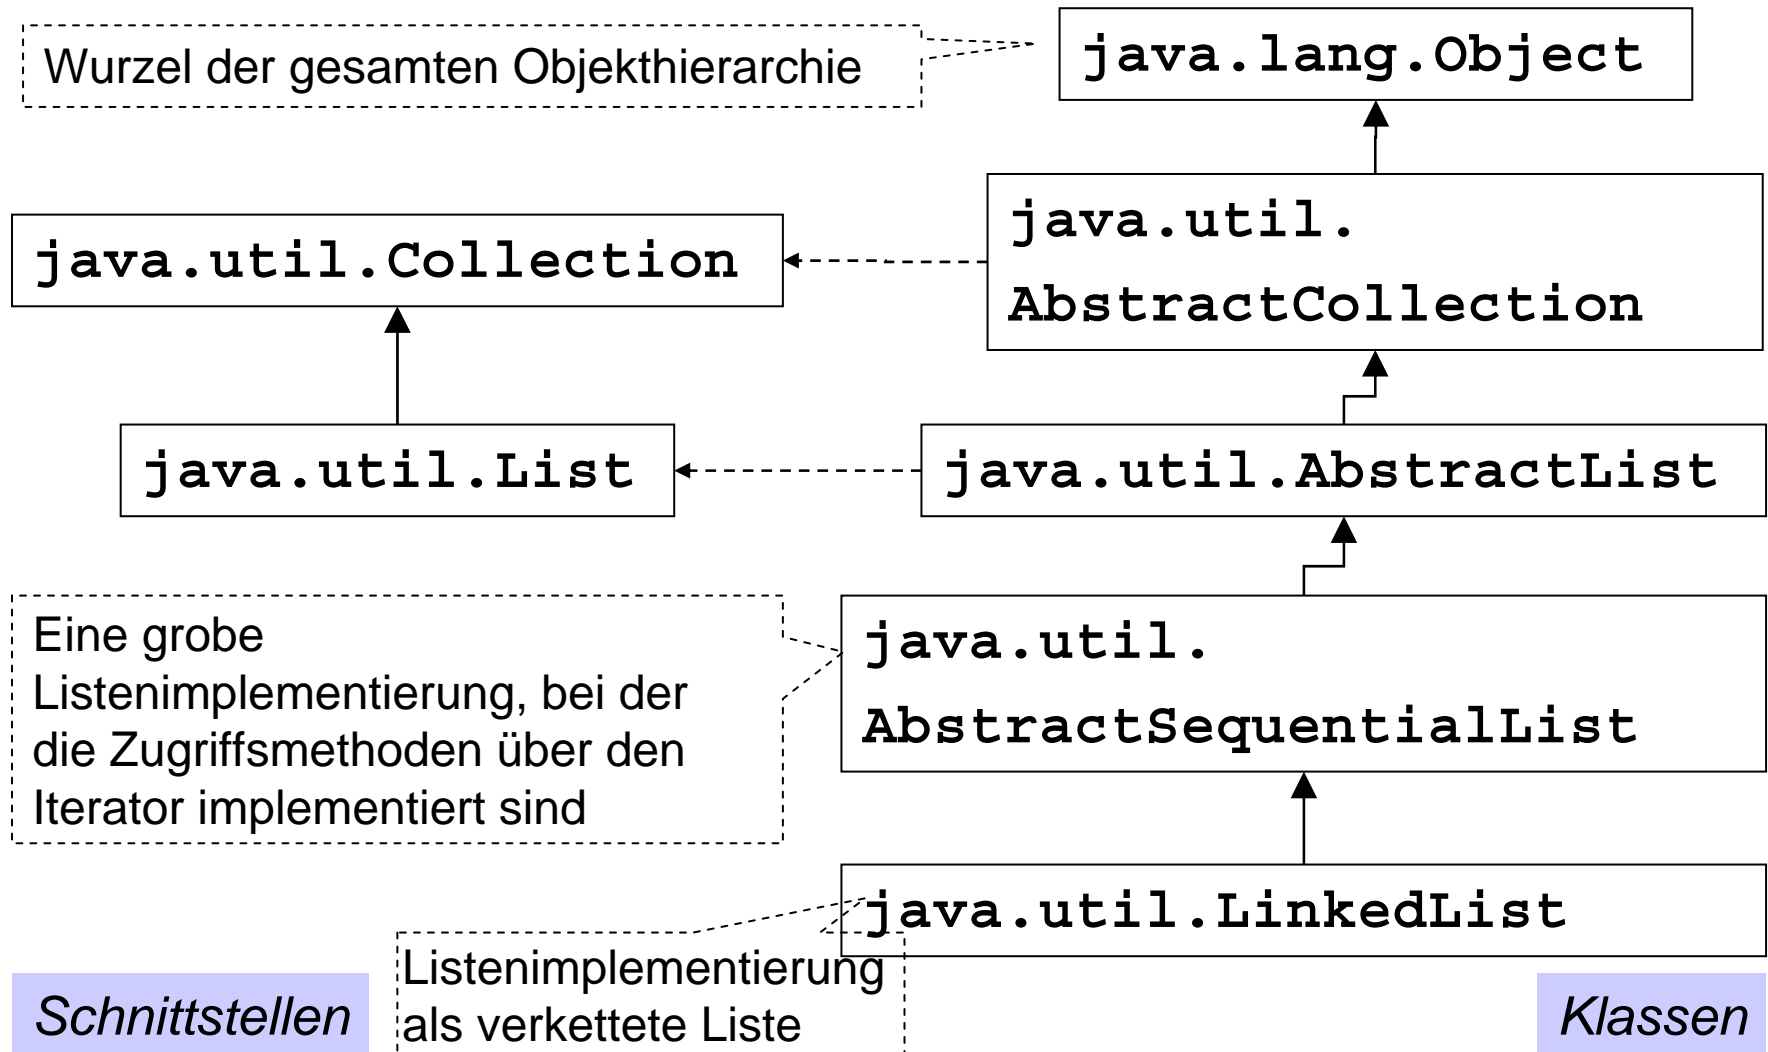 Wurzel der gesamten Objekthierarchie
java.lang.Object
java.util.Collection
java.util.
AbstractCollection
java.util.List
java.util.AbstractList
Eine grobe
Listenimplementierung, bei der
die Zugriffsmethoden über den
Iterator implementiert sind
java.util.
AbstractSequentialList
java.util.LinkedList
Listenimplementierung
als verkettete Liste
Schnittstellen
Klassen